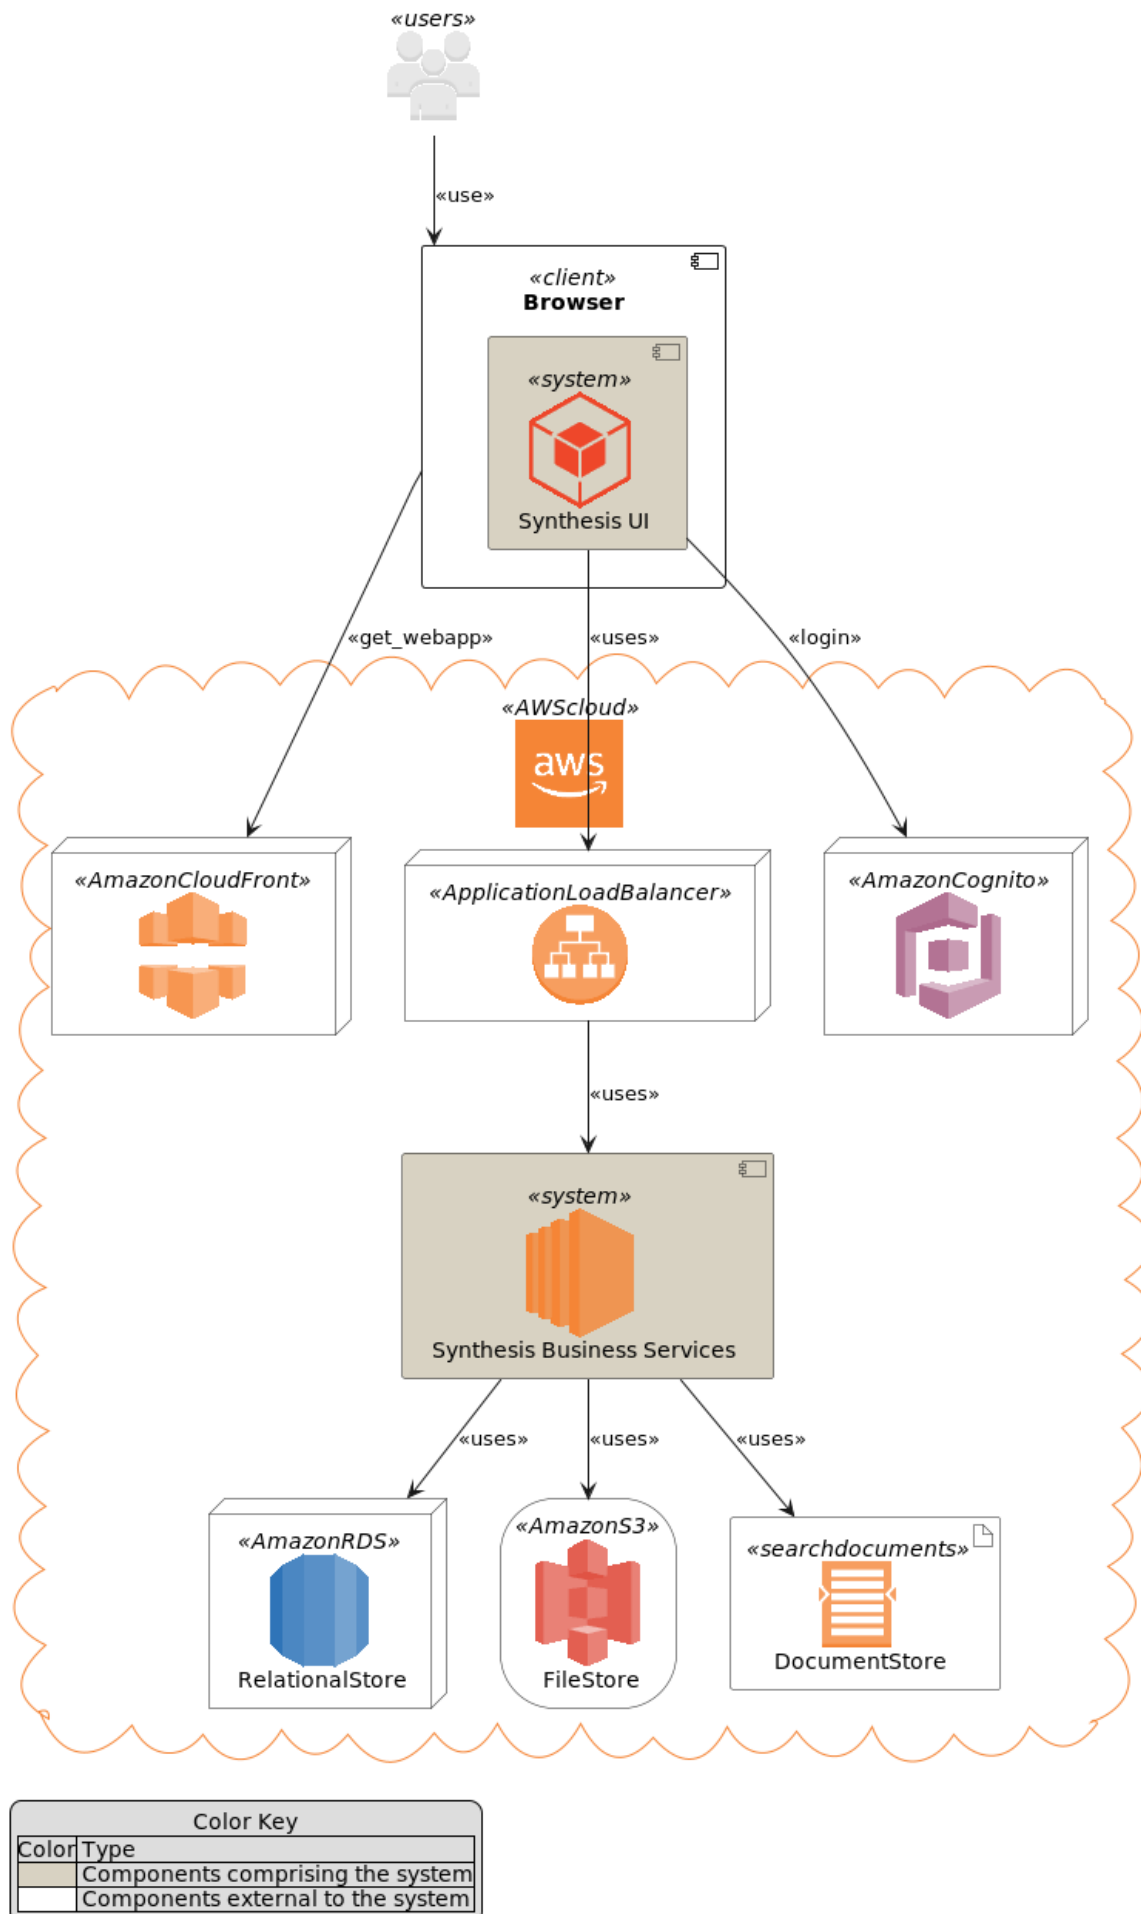 «users»
«use»
«client»
Browser
«system»
Synthesis UI
«get_webapp»
«uses»
«login»
«AWScloud»
aws
«AmazonCloudFront»
«ApplicationLoadBalancer»
«AmazonCognito»
«uses»
«system»
Synthesis Business Services
«uses»
«uses»
«uses»
«AmazonRDS»
RelationalStore
«AmazonS3»
FileStore
«searchdocuments»
DocumentStore
Color Key
Color Type
Components comprising the system
Components external to the system